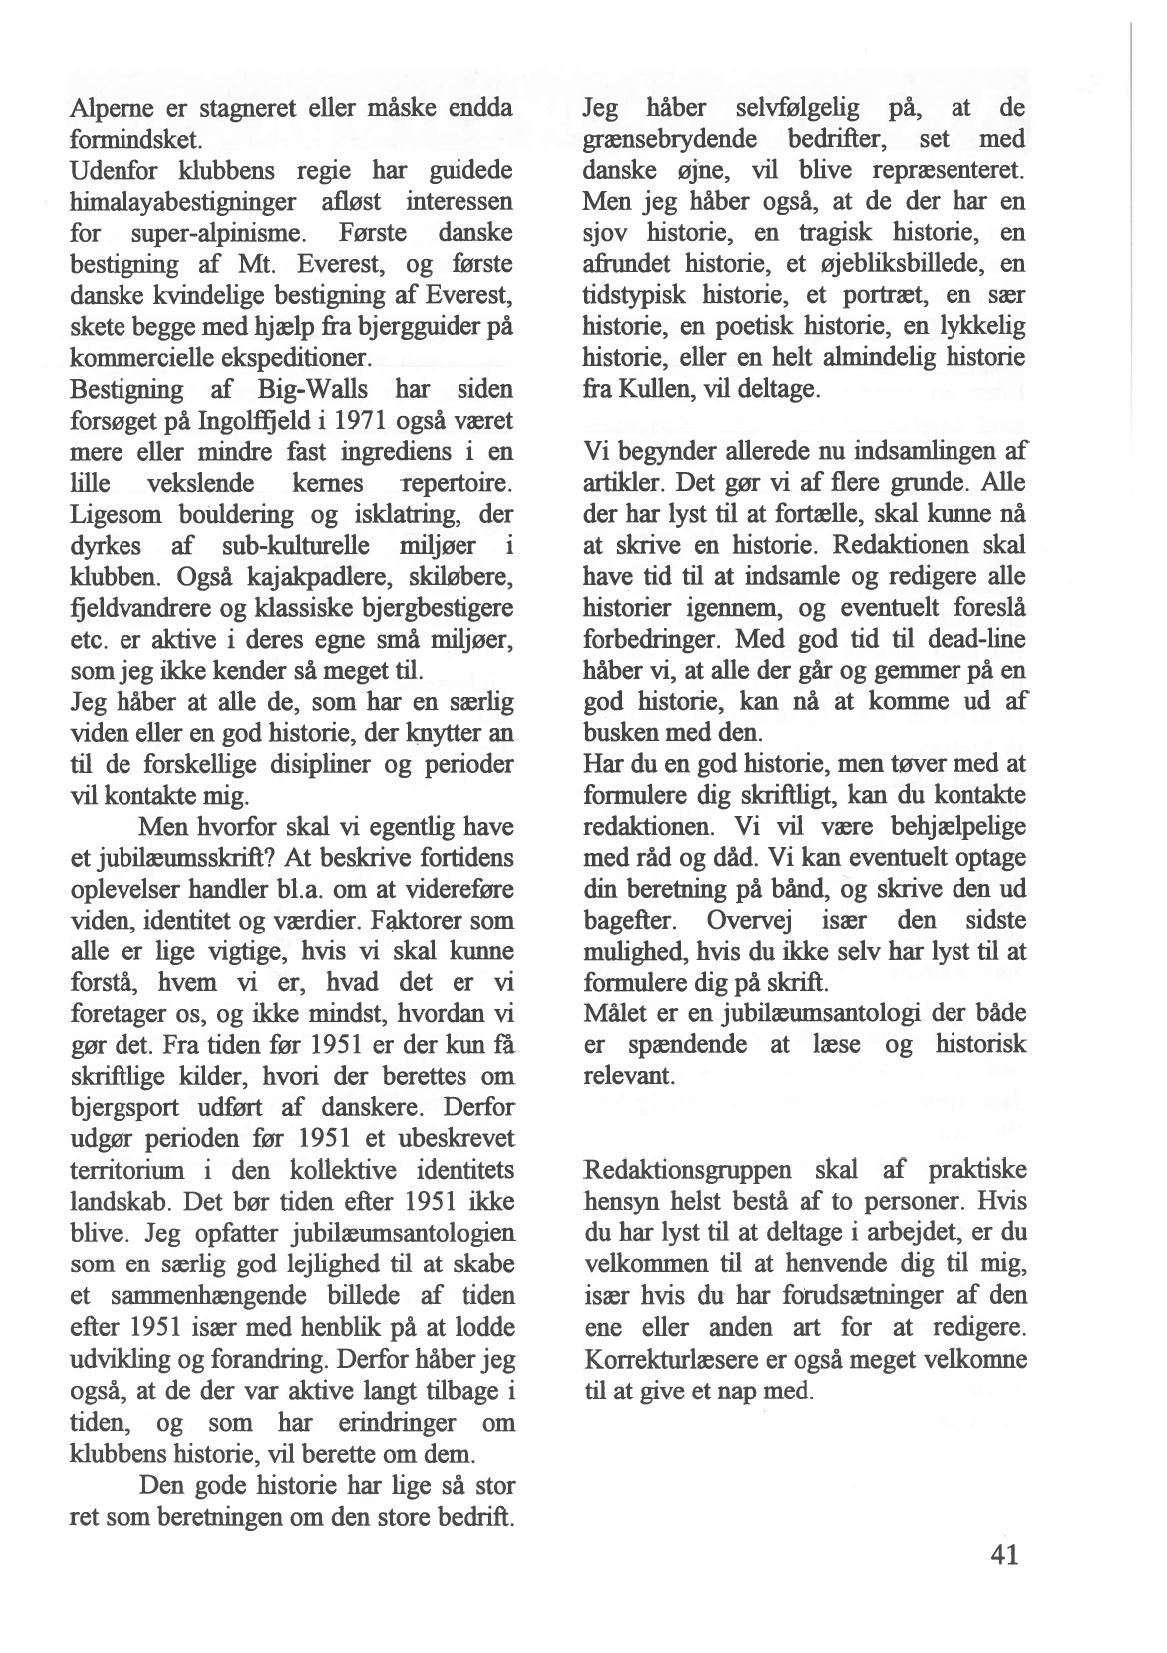 Alperne er stagneret eller måske endda
formindsket.
Udenfor klubbens regie har guidede
himalayabestigninger afløst interessen
for super-alpinisme. Første danske
bestigning af Mt. Everest, og første
danske kvindelige bestigning af Everest,
skete begge med hjælp fra bjergguider på
kommercielle ekspeditioner.
Bestigning af Big-Walls har siden
forsøget på Ingolffjeld i 1971 også været
mere eller mindre fast ingrediens i en
lille vekslende kernes repertoire.
Ligesom bouldering og isklatring, der
dyrkes af sub-kulturelle miljøer i
klubben. Også kajakpadlere, skiløbere,
fjeldvandrere og klassiske bjergbestigere
etc. er aktive i deres egne små miljøer,
som jeg ikke kender så meget til.
Jeg håber at alle de, som har en særlig
viden eller en god historie, der knytter an
til de forskellige disipliner og perioder
vil kontakte mig.
Men hvorfor skal vi egentlig have
et jubilæumsskrift? At beskrive fortidens
oplevelser handler bl.a. om at videreføre
viden, identitet og værdier. Faktorer som
alle er lige vigtige, hvis vi skal kunne
forstå, hvem vi er, hvad det er vi
foretager os, og ikke mindst, hvordan vi
gør det. Fra tiden før 1951 er der kun få
skriftlige kilder, hvori der berettes om
bjergsport udført af danskere. Derfor
udgør perioden før 1951 et ubeskrevet
territorium i den kollektive identitets
landskab. Det bør tiden efter 1951 ikke
blive. Jeg opfatter jubilæumsantologien
som en særlig god lejlighed til at skabe
et sammenhængende billede af tiden
efter 1951 især med henblik på at lodde
udvikling og forandring. Derfor håber jeg
også, at de der var aktive langt tilbage i
tiden, og som har erindringer om
klubbens historie, vil berette om dem.
Den gode historie har lige så stor
ret som beretningen om den store bedrift.
Jeg håber selvfølgelig på, at de
grænsebrydende bedrifter, set med
danske øjne, vil blive repræsenteret.
Men jeg håber også, at de der har en
sjov historie, en tragisk historie, en
afrundet historie, et øjebliksbillede, en
tidstypisk historie, et portræt, en sær
historie, en poetisk historie, en lykkelig
historie, eller en helt almindelig historie
fra Kullen, vil deltage.
Vi begynder allerede nu indsamlingen af
artikler. Det gør vi af flere grunde. Alle
der har lyst til at fortælle, skal kunne nå
at skrive en historie. Redaktionen skal
have tid til at indsamle og redigere alle
historier igennem, og eventuelt foreslå
forbedringer. Med god tid til dead-line
håber vi, at alle der går og gemmer på en
god historie, kan nå at komme ud af
busken med den.
Har du en god historie, men tøver med at
formulere dig skriftligt, kan du kontakte
redaktionen. Vi vil være behjælpelige
med råd og dåd. Vi kan eventuelt optage
din beretning på bånd, og skrive den ud
bagefter. Overvej især den sidste
mulighed, hvis du ikke selv har lyst til at
formulere dig på skrift.
Målet er en jubilæumsantologi der både
er spændende at læse og historisk
relevant.
Redaktionsgruppen skal af praktiske
hensyn helst bestå af to personer. Hvis
du har lyst til at deltage i arbejdet, er du
velkommen til at henvende dig til mig,
især hvis du har forudsætninger af den
ene eller anden art for at redigere.
Korrekturlæsere er også meget velkomne
til at give et nap med.
41